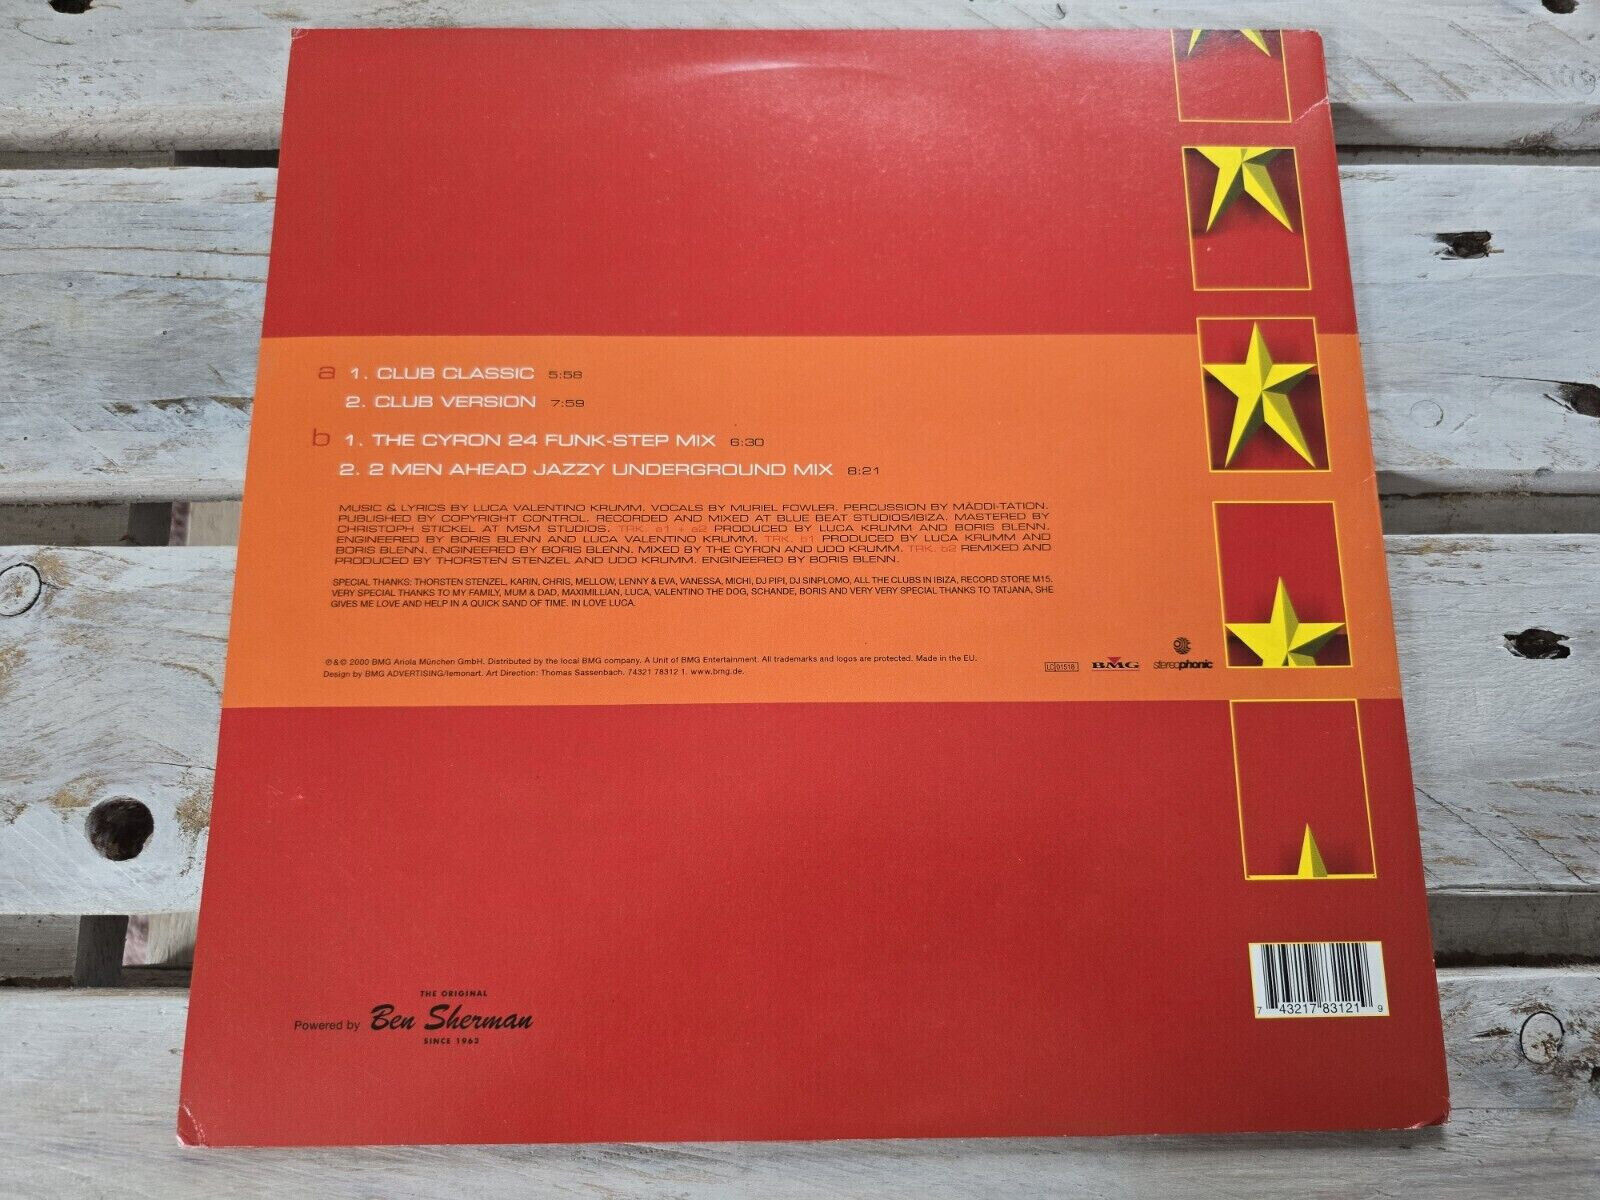 a 1. CLUB CLASSIC 5:58
2. CLUB VERSION 7:59
b 1. THE CYRON 24 FUNK-STEP MIX 6:30
2. 2 MEN AHEAD JAZZY UNDERGROUND MIX 8:21
MUSIC & LYRICS BY LUCA VALENTINO KRUMM. VOCALS BY MURIEL FOWLER. PERCUSSION BY MÄDDI-TATION.
PUBLISHED BY COPYRIGHT CONTROL. RECORDED AND MIXED AT BLUE BEAT STUDIOS/IBIZA. MASTERED BY
CHRISTOPH STICKEL AT MSM STUDIOS. TRK. a1 + a2 PRODUCED BY LUCA KRUMM AND BORIS BLENN.
ENGINEERED BY BORIS BLENN AND LUCA VALENTINO KRUMM. TRK. b1 PRODUCED BY LUCA KRUMM AND
BORIS BLENN. ENGINEERED BY BORIS BLENN. MIXED BY THE CYRON AND UDO KRUMM. TRK. b2 REMIXED AND
PRODUCED BY THORSTEN STENZEL AND UDO KRUMM. ENGINEERED BY BORIS BLENN.
SPECIAL THANKS: THORSTEN STENZEL, KARIN, CHRIS, MELLOW, LENNY & EVA, VANESSA, MICHI, DJ PIPI, DJ SINPLOMO, ALL THE CLUBS IN IBIZA, RECORD STORE M15.
VERY SPECIAL THANKS TO MY FAMILY, MUM & DAD, MAXIMILLIAN, LUCA, VALENTINO THE DOG, SCHANDE, BORIS AND VERY VERY SPECIAL THANKS TO TATJANA, SHE
GIVES ME LOVE AND HELP IN A QUICK SAND OF TIME. IN LOVE LUCA.
℗&© 2000 BMG Ariola München GmbH. Distributed by the local BMG company. A Unit of BMG Entertainment. All trademarks and logos are protected. Made in the EU.
Design by BMG ADVERTISING/lemonart. Art Direction: Thomas Sassenbach. 74321 78312 1. www.bmg.de.
LC 01518 BMG stereophonic
7 43217 83121 9
THE ORIGINAL
Powered by Ben Sherman
SINCE 1963